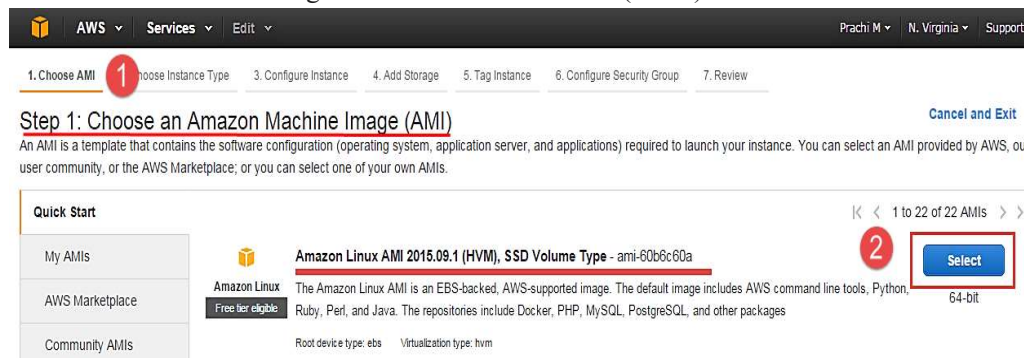 AWS Services Edit Prachi M N. Virginia Support
1. Choose AMI 1 hoose Instance Type 3. Configure Instance 4. Add Storage 5. Tag Instance 6. Configure Security Group 7. Review
Step 1: Choose an Amazon Machine Image (AMI) Cancel and Exit
An AMI is a template that contains the software configuration (operating system, application server, and applications) required to launch your instance. You can select an AMI provided by AWS, ou
user community, or the AWS Marketplace; or you can select one of your own AMIs.
Quick Start 1 to 22 of 22 AMIs
My AMIs
AWS Marketplace
Community AMIs
Amazon Linux
Free tier eligible
Amazon Linux AMI 2015.09.1 (HVM), SSD Volume Type - ami-60b6c60a
The Amazon Linux AMI is an EBS-backed, AWS-supported image. The default image includes AWS command line tools, Python,
Ruby, Perl, and Java. The repositories include Docker, PHP, MySQL, PostgreSQL, and other packages
Root device type: ebs Virtualization type: hvm
2 Select
64-bit